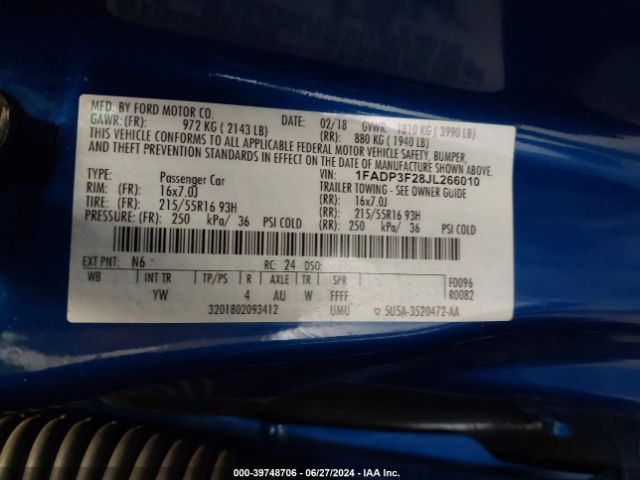 MFD. BY FORD MOTOR CO. DATE: 02/18 GVWR: 1810 KG ( 3990 LB)
GAWR: (FR): 972 KG ( 2143 LB) (RR): 880 KG ( 1940 LB)
THIS VEHICLE CONFORMS TO ALL APPLICABLE FEDERAL MOTOR VEHICLE SAFETY, BUMPER,
AND THEFT PREVENTION STANDARDS IN EFFECT ON THE DATE OF MANUFACTURE SHOWN ABOVE.
VIN: 1FADP3F28JL266010
TYPE: Passenger Car TRAILER TOWING - SEE OWNER GUIDE
RIM: (FR) 16x7.0J (RR): 16x7.0J
TIRE: (FR) 215/55R16 93H (RR): 215/55R16 93H
PRESSURE: (FR) 250 kPa/ 36 PSI COLD (RR): 250 kPa/ 36 PSI COLD
EXT PNT: N6 RC: 24 DSO:
WB INT TR TP/PS R AXLE TR SPR F0096
YW 4 AU W FFFF R0082
3201802093412 UMU ▽ 5U5A-3520472-AA
000-39748706 - 06/27/2024 - IAA Inc.